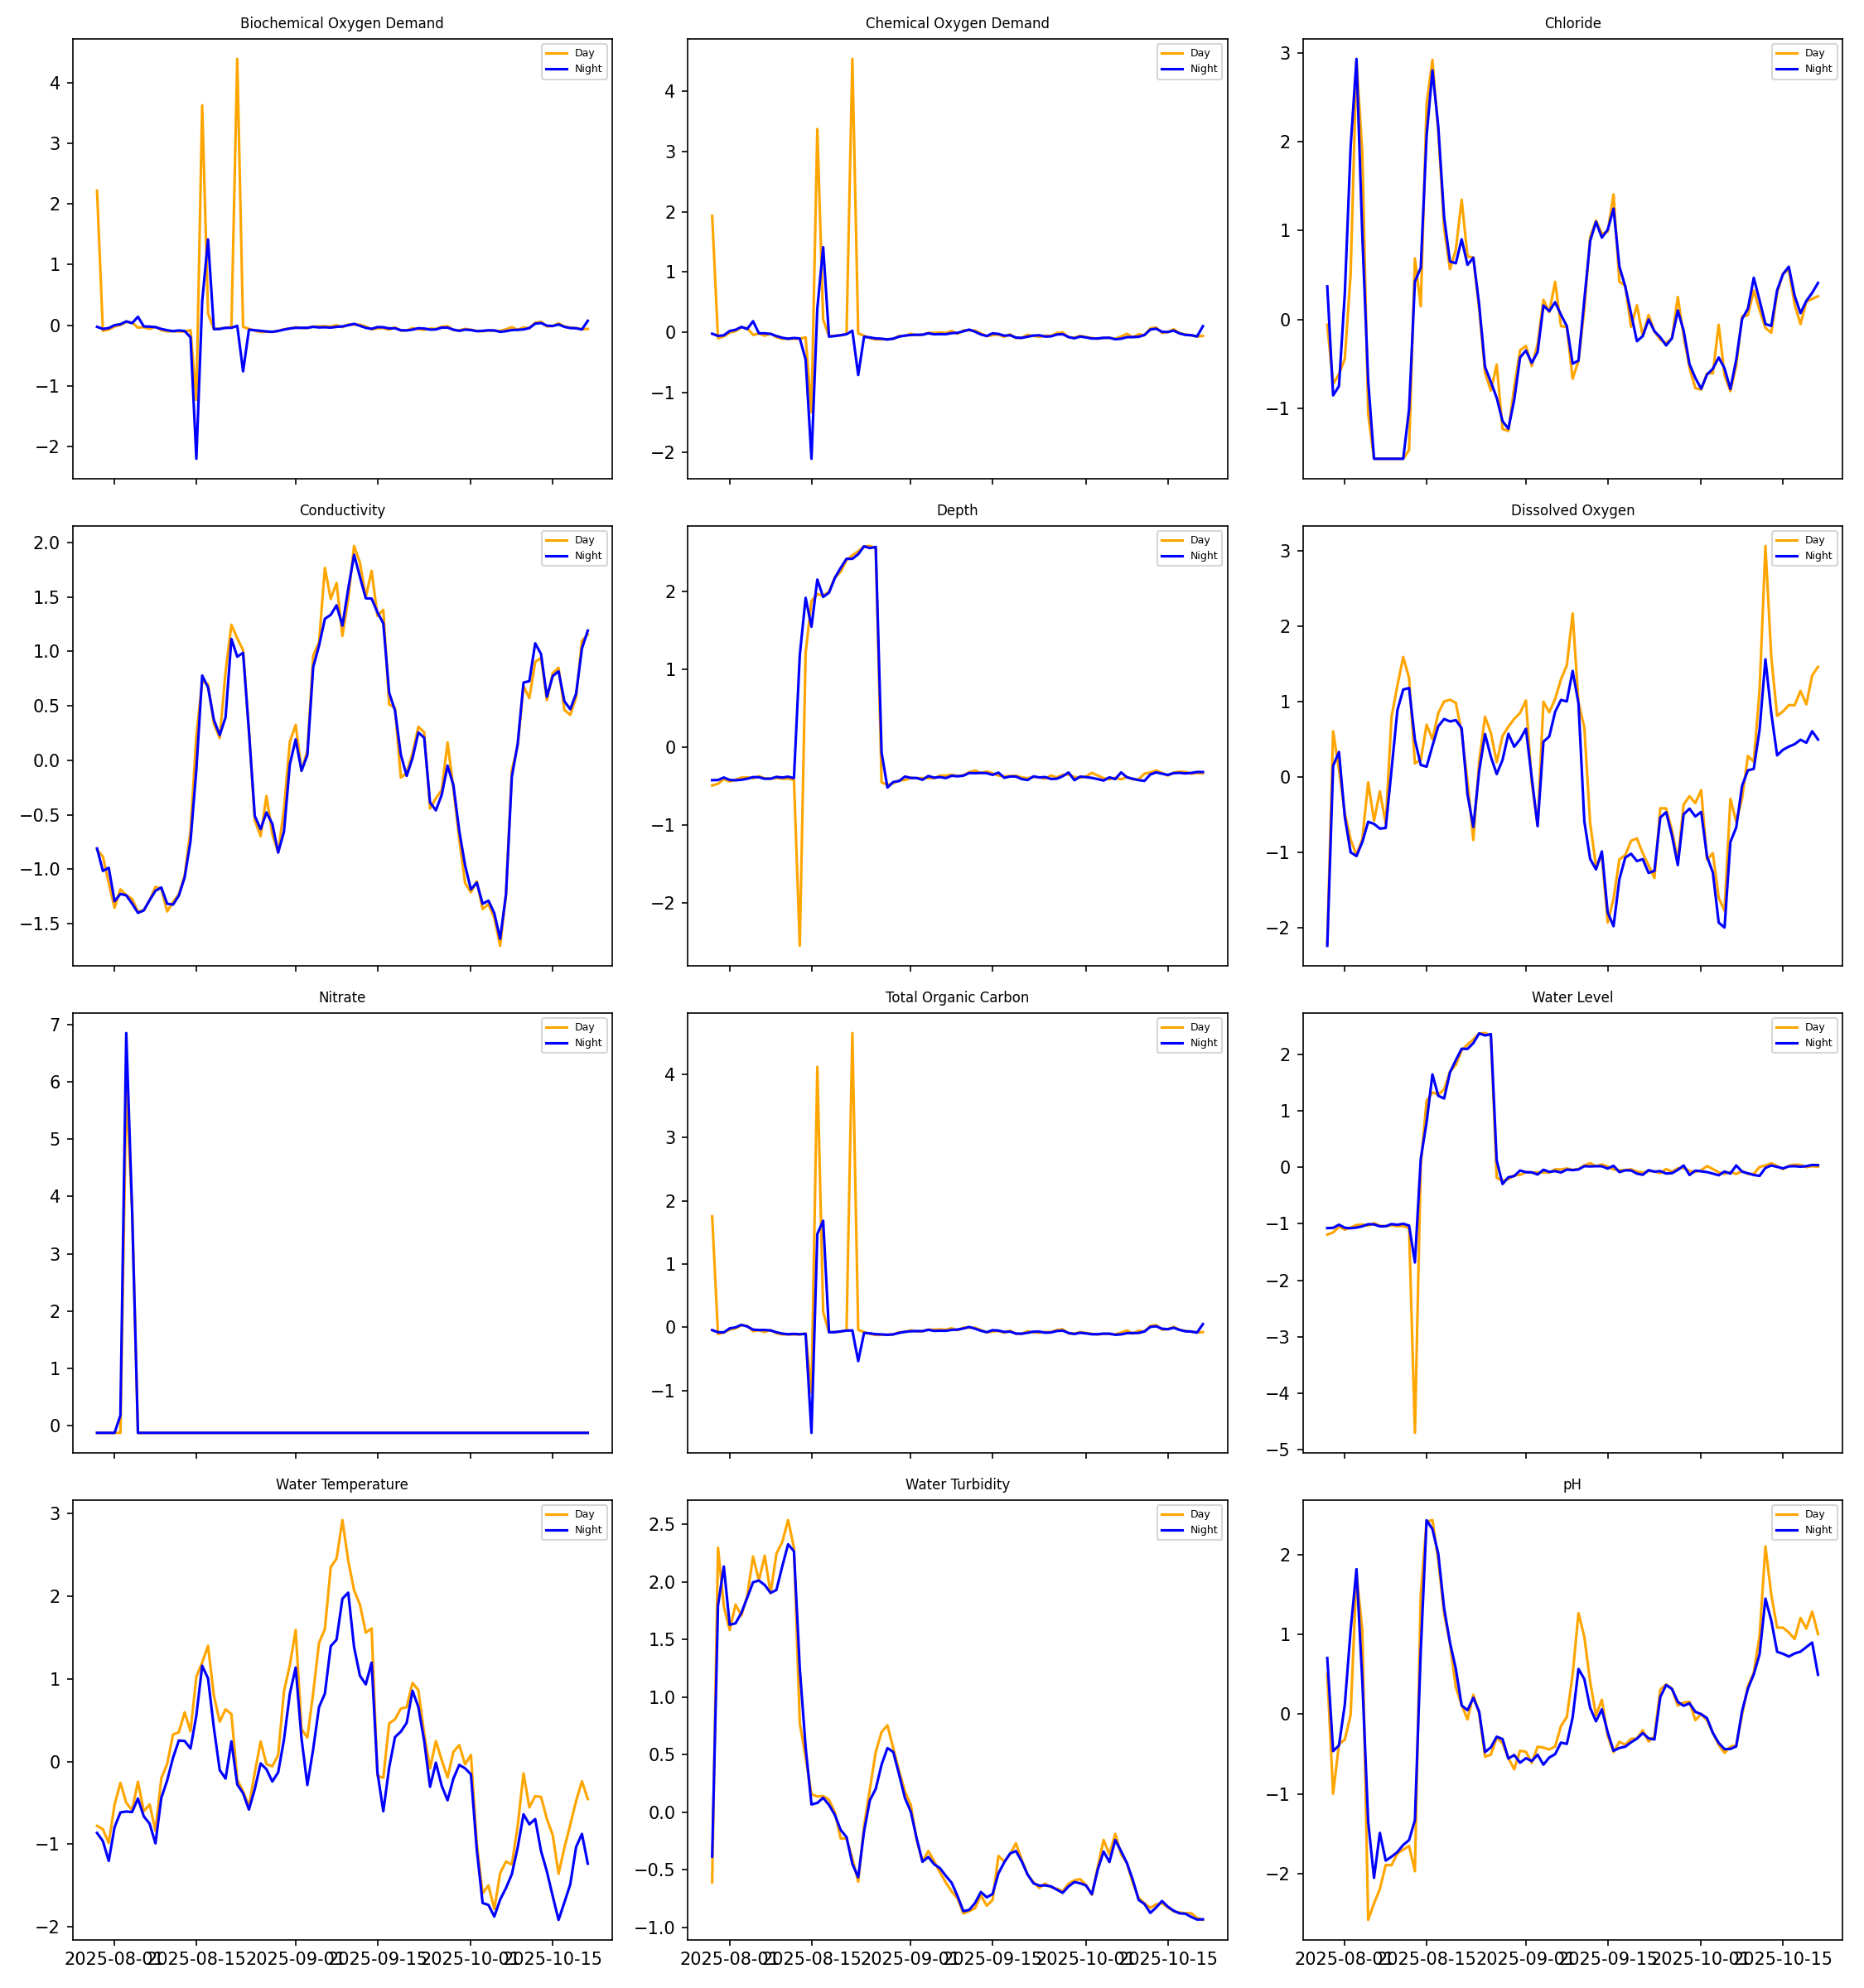 Biochemical Oxygen Demand
Day
Night
4
3
2
1
0
−1
−2
Chemical Oxygen Demand
Day
Night
4
3
2
1
0
−1
−2
Chloride
Day
Night
3
2
1
0
−1
Conductivity
Day
Night
2.0
1.5
1.0
0.5
0.0
−0.5
−1.0
−1.5
Depth
Day
Night
2
1
0
−1
−2
Dissolved Oxygen
Day
Night
3
2
1
0
−1
−2
Nitrate
Day
Night
7
6
5
4
3
2
1
0
Total Organic Carbon
Day
Night
4
3
2
1
0
−1
Water Level
Day
Night
2
1
0
−1
−2
−3
−4
−5
Water Temperature
Day
Night
3
2
1
0
−1
−2
2025-08-01 2025-08-15 2025-09-01 2025-09-15 2025-10-01 2025-10-15
Water Turbidity
Day
Night
2.5
2.0
1.5
1.0
0.5
0.0
−0.5
−1.0
2025-08-01 2025-08-15 2025-09-01 2025-09-15 2025-10-01 2025-10-15
pH
Day
Night
2
1
0
−1
−2
2025-08-01 2025-08-15 2025-09-01 2025-09-15 2025-10-01 2025-10-15